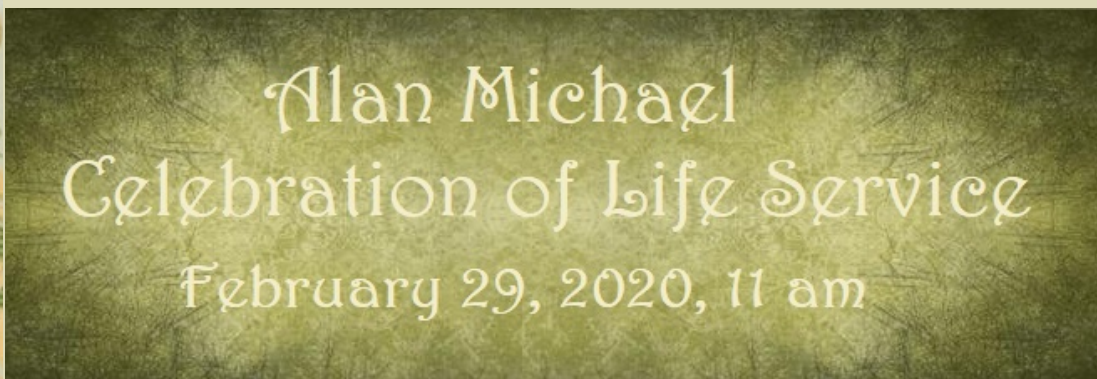 Alan Michael
Celebration of Life Service
February 29, 2020, 11 am